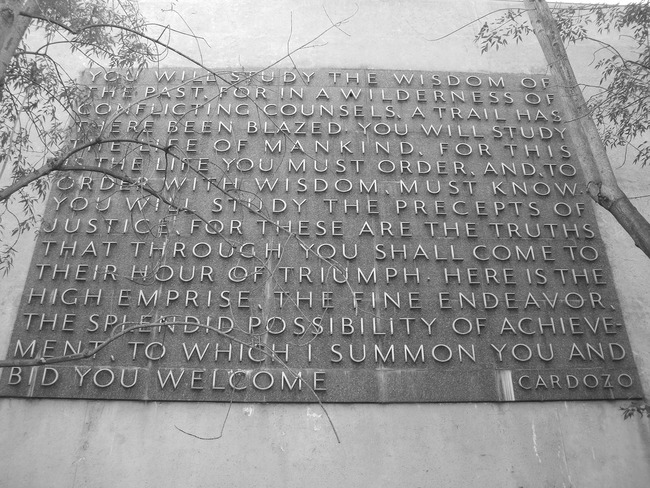 YOU WILL STUDY THE WISDOM OF
THE PAST, FOR IN A WILDERNESS OF
CONFLICTING COUNSELS, A TRAIL HAS
THERE BEEN BLAZED. YOU WILL STUDY
THE LIFE OF MANKIND, FOR THIS
IS THE LIFE YOU MUST ORDER, AND, TO
ORDER WITH WISDOM, MUST KNOW.
YOU WILL STUDY THE PRECEPTS OF
JUSTICE, FOR THESE ARE THE TRUTHS
THAT THROUGH YOU SHALL COME TO
THEIR HOUR OF TRIUMPH. HERE IS THE
HIGH EMPRISE, THE FINE ENDEAVOR,
THE SPLENDID POSSIBILITY OF ACHIEVE-
MENT, TO WHICH I SUMMON YOU AND
BID YOU WELCOME
CARDOZO